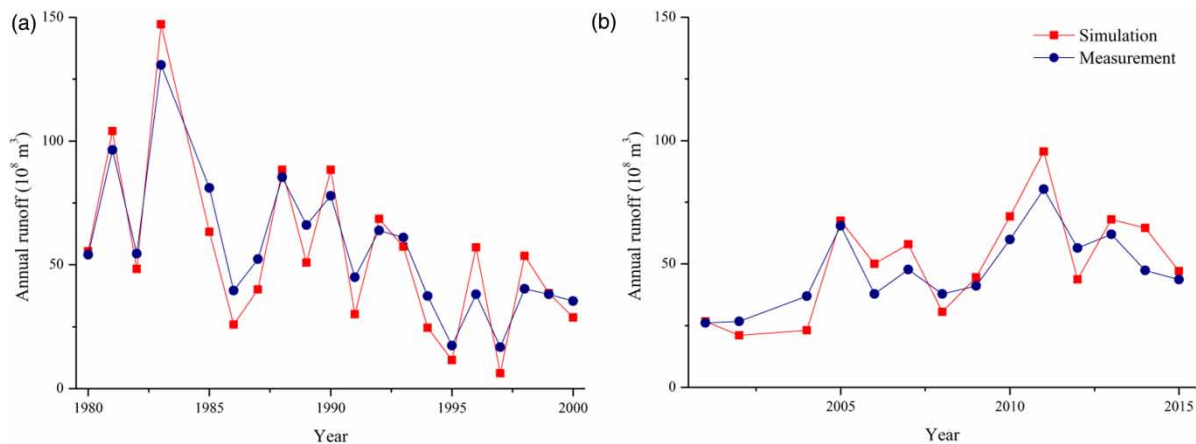 (a)
150
100
50
0
Annual runoff (10⁸ m³)
1980
1985
1990
1995
2000
Year
(b)
Simulation
Measurement
150
100
50
0
Annual runoff (10⁸ m³)
2005
2010
2015
Year